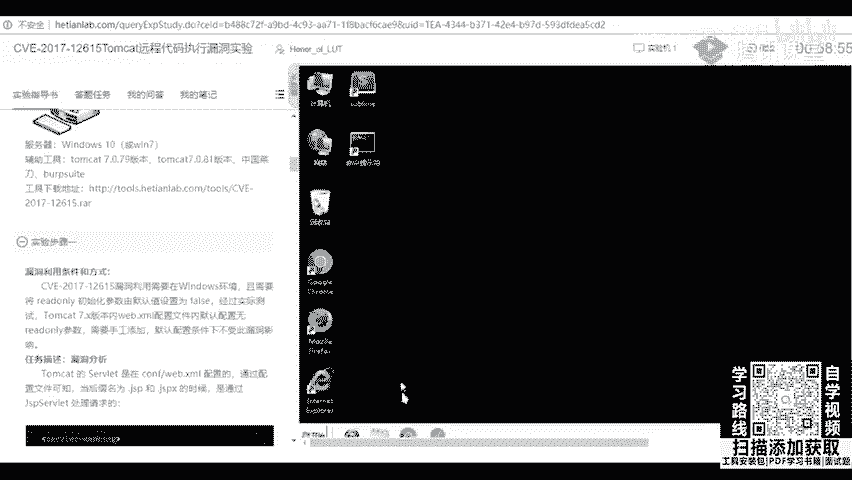 不安全 | hetianlab.com/queryExpStudy.do?ceId=b488c72f-a9bd-4c93-aa71-1f8bacf6cae9&uid=TEA-4344-b371-42e4-b97d-593dfdea5cd2
CVE-2017-12615Tomcat远程代码执行漏洞实验
Honor_of_LUT
实验机 1
58:55
实验指导书 答题任务 我的问答 我的笔记
服务器：Windows 10（或win7）
辅助工具：tomcat 7.0.79版本、tomcat7.0.81版本、中国菜
刀、burpsuite
工具下载地址：http://tools.hetianlab.com/tools/CVE-
2017-12615.rar
实验步骤一
漏洞利用条件和方式：
CVE-2017-12615漏洞利用需要在Windows环境，且需要
将 readonly 初始化参数由默认值设置为 false，经过实际测
试，Tomcat 7.x版本内web.xml配置文件内默认配置无
readonly参数，需要手工添加，默认配置条件下不受此漏洞影
响。
任务描述：漏洞分析
Tomcat 的 Servlet 是在 conf/web.xml 配置的，通过配
置文件可知，当后缀名为 .jsp 和 .jspx 的时候，是通过
JspServlet 处理请求的：
计算机
网络
回收站
Google
Chrome
Mozilla
Firefox
Internet
Explorer
学习路线
自学视频
扫描添加获取
工具安装包|PDF学习书籍|面试题